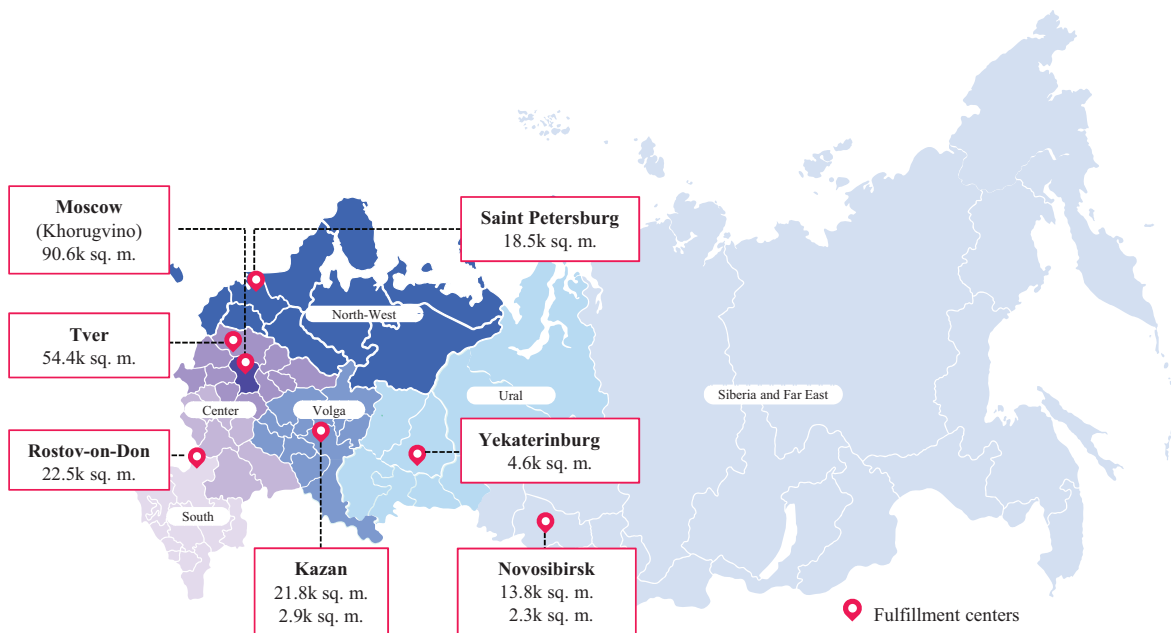 Moscow
(Khorugvino)
90.6k sq. m.
Saint Petersburg
18.5k sq. m.
North-West
Tver
54.4k sq. m.
Center
Volga
Ural
Siberia and Far East
Rostov-on-Don
22.5k sq. m.
Yekaterinburg
4.6k sq. m.
South
Kazan
21.8k sq. m.
2.9k sq. m.
Novosibirsk
13.8k sq. m.
2.3k sq. m.
Fulfillment centers